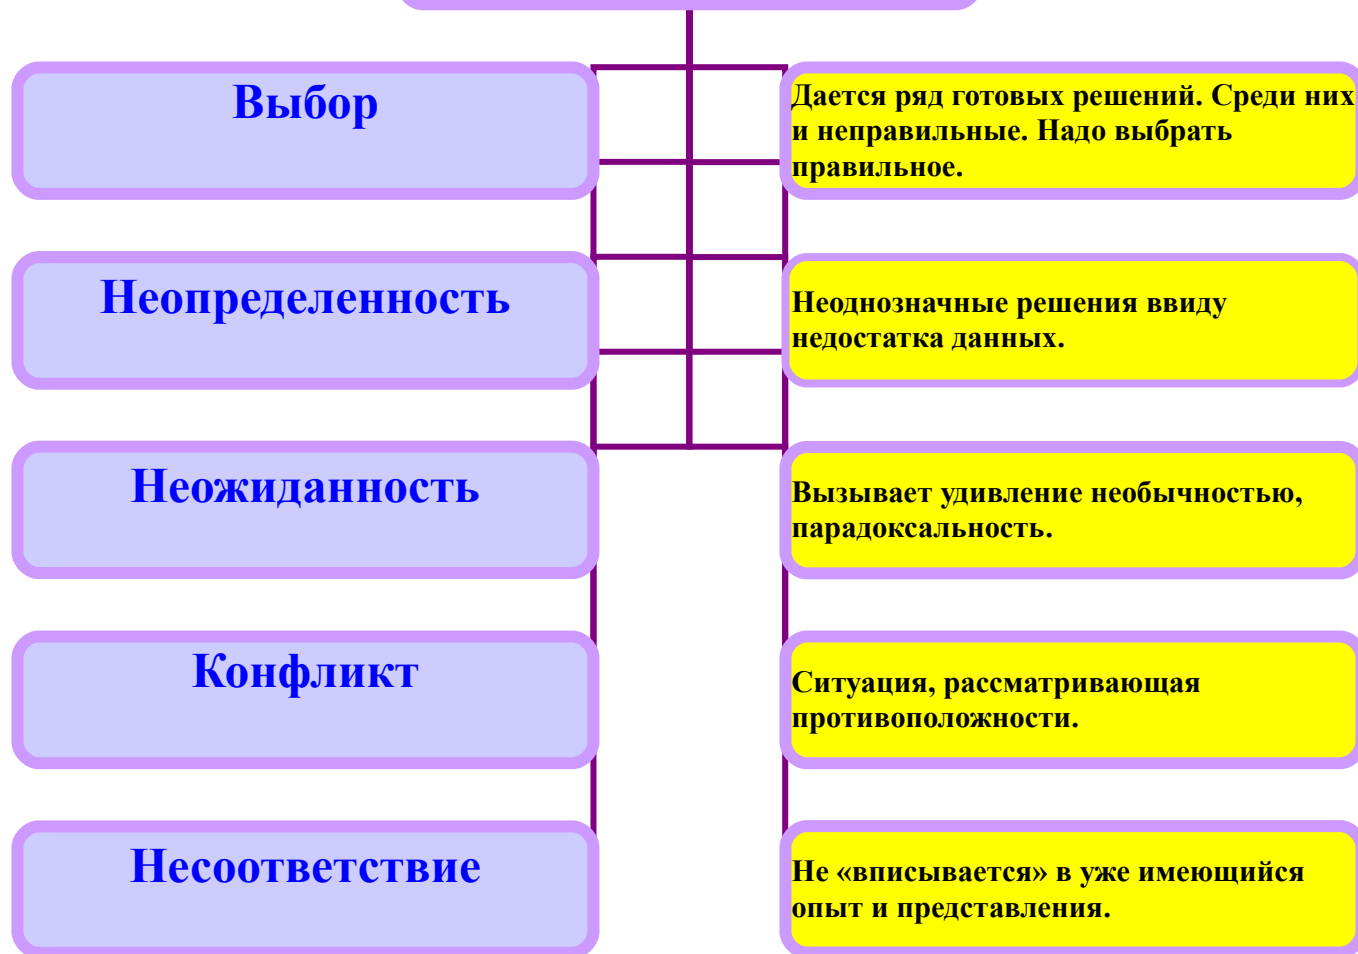 Выбор
Дается ряд готовых решений. Среди них
и неправильные. Надо выбрать
правильное.
Неопределенность
Неоднозначные решения ввиду
недостатка данных.
Неожиданность
Вызывает удивление необычностью,
парадоксальность.
Конфликт
Ситуация, рассматривающая
противоположности.
Несоответствие
Не «вписывается» в уже имеющийся
опыт и представления.